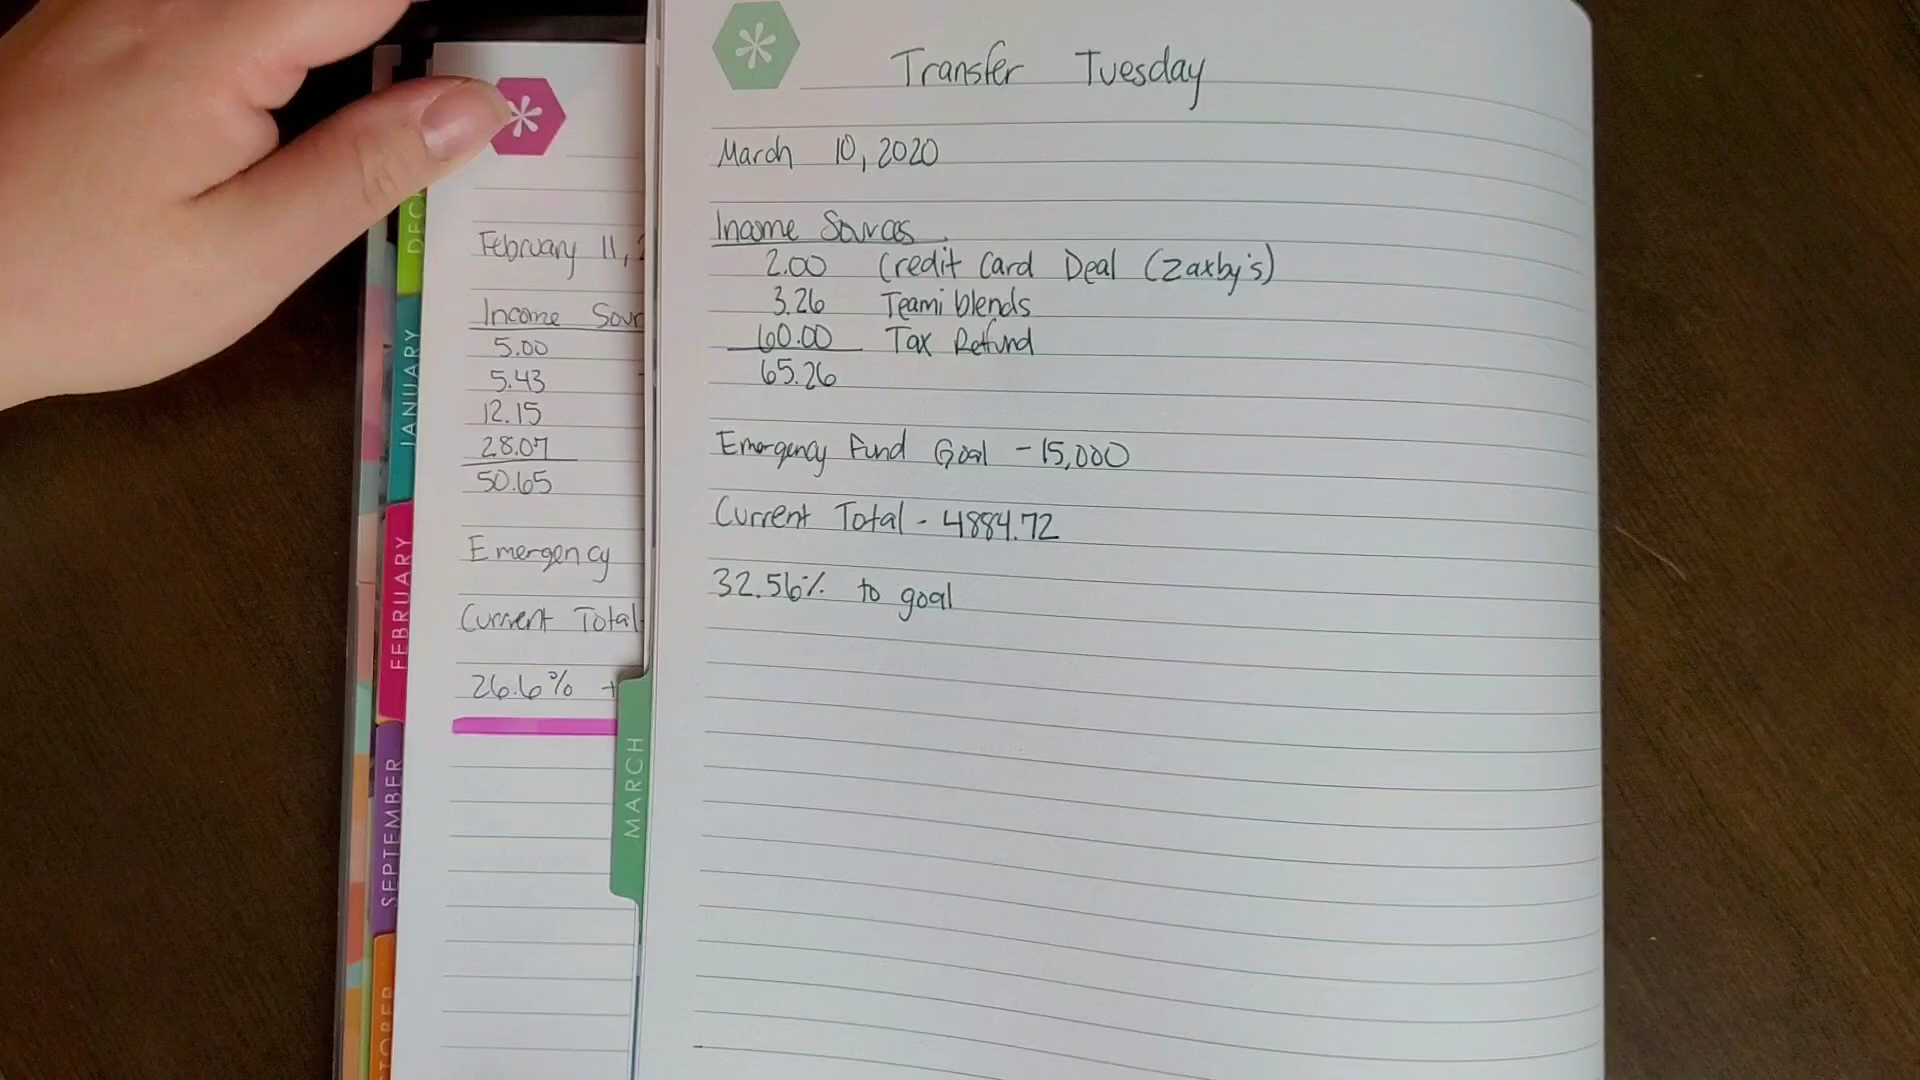 Transfer Tuesday
March 10, 2020
Income Sources
2.00 Credit Card Deal (Zaxby's)
3.26 Teami blends
60.00 Tax Refund
65.26
Emergency Fund Goal - 15,000
Current Total - 4884.72
32.56% to goal
February 11,
Income Sour
5.00
5.43
12.15
28.07
50.65
Emergency
Current Total
26.6%
DEC
JANUARY
FEBRUARY
SEPTEMBER
TOBER
MARCH